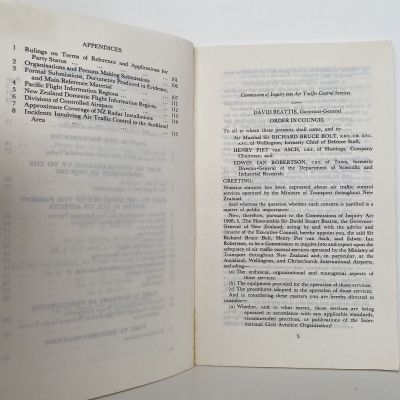 APPENDICES
1 Rulings on Terms of Reference and Applications for
Party Status ... 101
2 Organisations and Persons Making Submissions
3 Formal Submissions, Documents Produced in Evidence,
and Main Reference Material 107
4 Pacific Flight Information Regions
5 New Zealand Domestic Flight Information Regions
6 Divisions of Controlled Airspace
7 Approximate Coverage of NZ Radar Installations
8 Incidents Involving Air Traffic Control in the Auckland
Area 115
Commission of Inquiry into Air Traffic Control Services
DAVID BEATTIE, Governor-General
ORDER IN COUNCIL
To all to whom these presents shall come, and to
Air Marshal Sir RICHARD BRUCE BOLT,
of Wellington, formerly Chief of Defence Staff;
HENRY PIET van ASCH, of Hastings, Company
Chairman; and
EDWIN IAN ROBERTSON, of Tawa, formerly
Director-General of the Department of Scientific and
Industrial Research:
GREETING:
WHEREAS concern has been expressed about air traffic control
services operated by the Ministry of Transport throughout New
Zealand:
And whereas the question whether such concern is justified is a
matter of public importance:
Now, therefore, pursuant to the Commissions of Inquiry Act
1908, I, The Honourable Sir David Stuart Beattie, the Governor-
General of New Zealand, acting by and with the advice and
consent of the Executive Council, hereby appoint you, the said Sir
Richard Bruce Bolt, Henry Piet van Asch, and Edwin Ian
Robertson, to be a Commission to inquire into and report upon the
adequacy of air traffic control services operated by the Ministry of
Transport throughout New Zealand and, in particular, at the
Auckland, Wellington, and Christchurch International Airports,
including—
(a) The technical, organisational and managerial aspects of
those services:
(b) The equipment provided for the operation of those services:
(c) The procedures adopted in the operation of those services:
And in considering these matters you are hereby directed to
consider—
(a) Whether, and to what extent, those services are being
operated in accordance with any applicable standards,
recommended practices, or publications of the Inter-
national Civil Aviation Organisation:
5